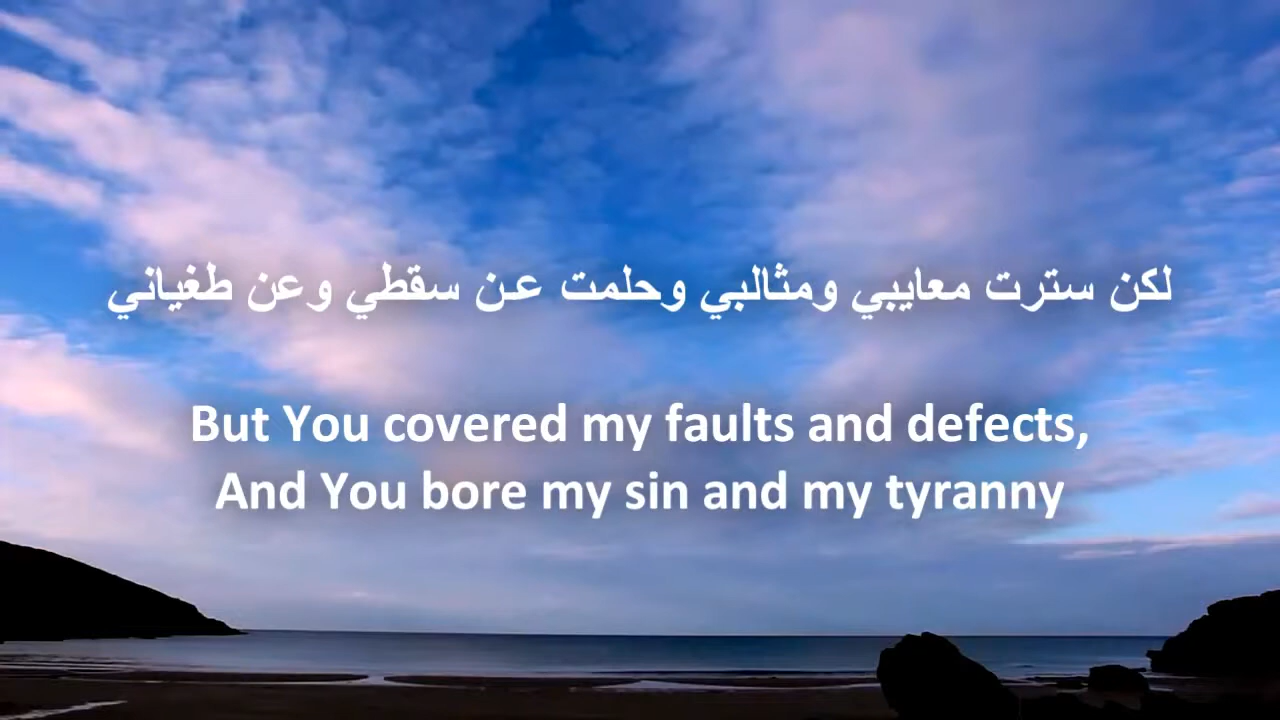 لكن سترت معايبي ومثالبي وحلمت عن سقطي وعن طغياني
But You covered my faults and defects,
And You bore my sin and my tyranny